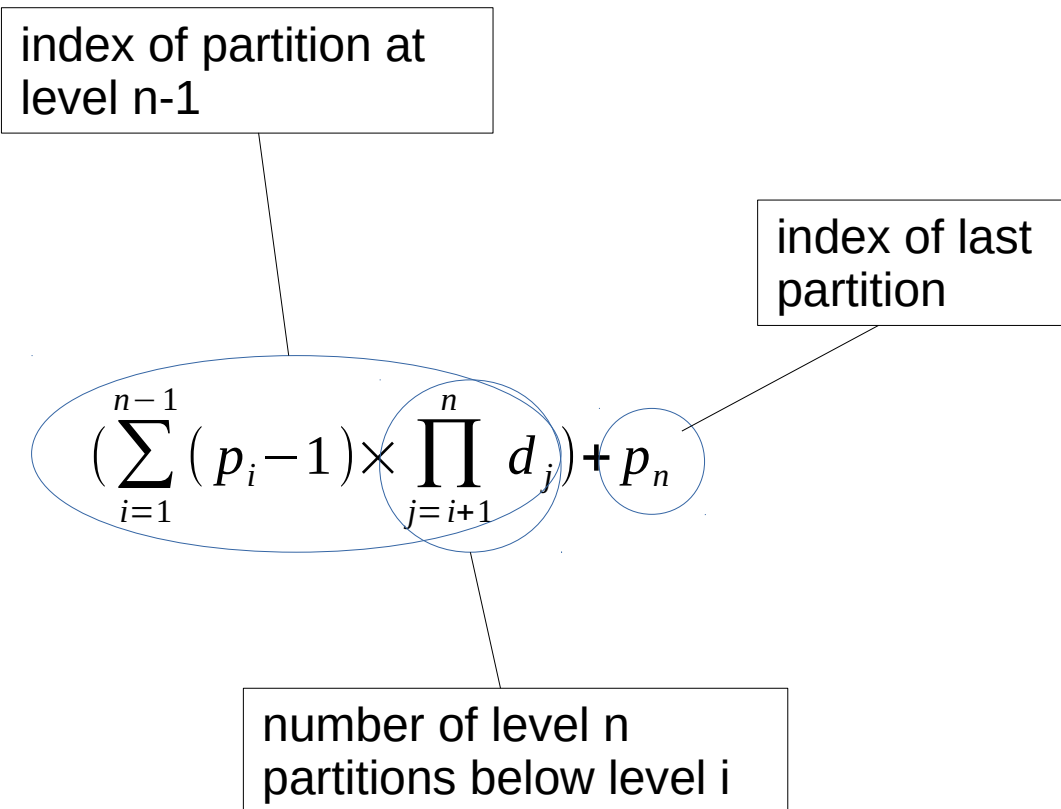 index of partition at
level n-1
index of last
partition
(∑_{i=1}^{n−1} (p_i−1)×∏_{j=i+1}^{n} d_j)+p_n
number of level n
partitions below level i